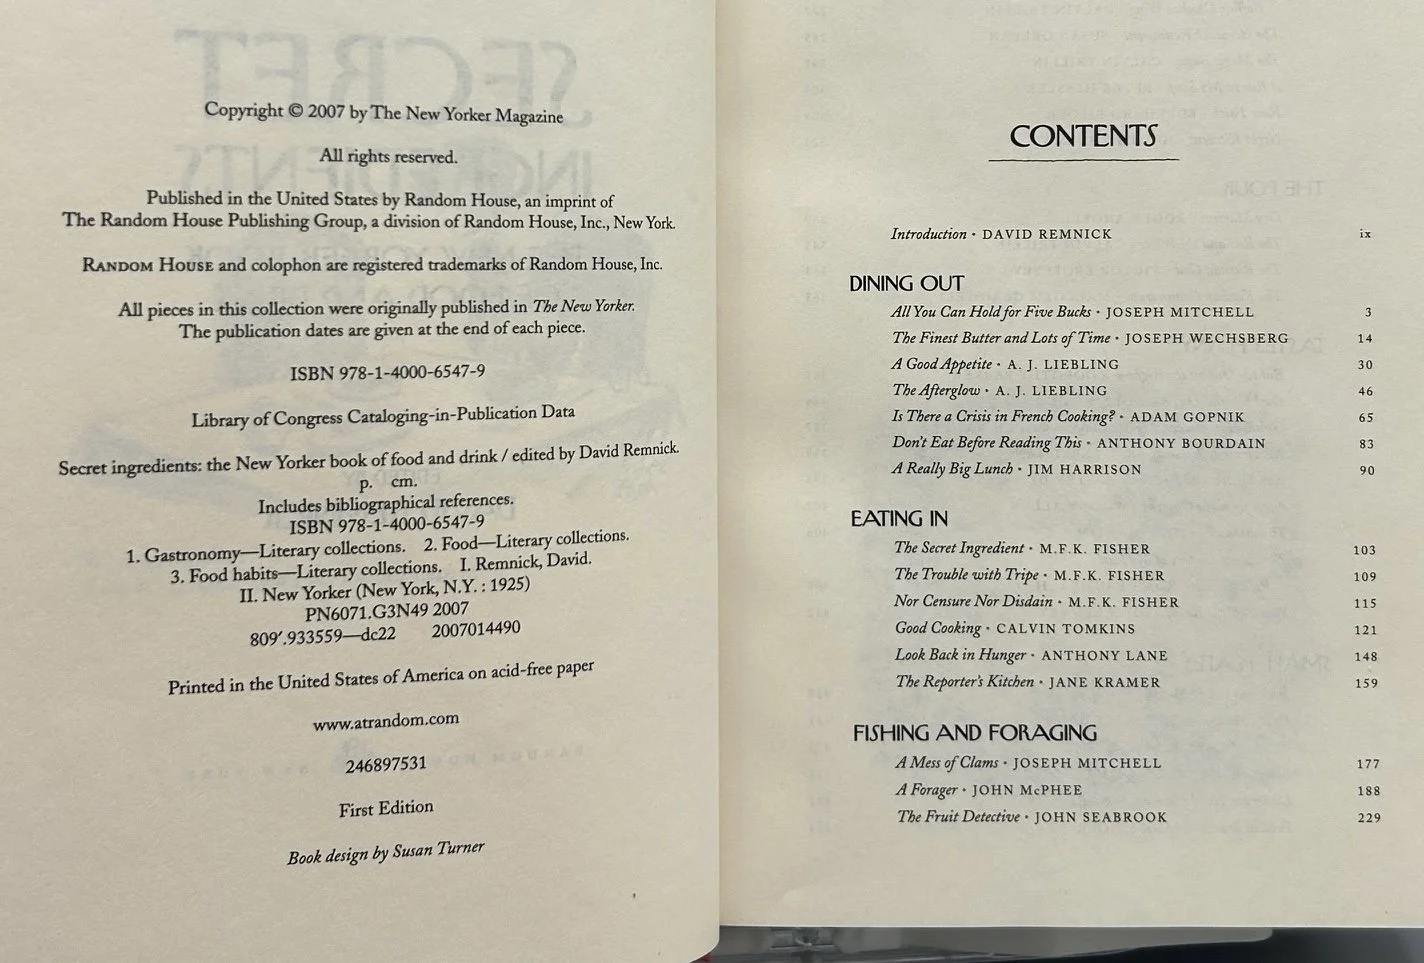 Copyright © 2007 by The New Yorker Magazine
All rights reserved.
Published in the United States by Random House, an imprint of
The Random House Publishing Group, a division of Random House, Inc., New York.
RANDOM HOUSE and colophon are registered trademarks of Random House, Inc.
All pieces in this collection were originally published in The New Yorker.
The publication dates are given at the end of each piece.
ISBN 978-1-4000-6547-9
Library of Congress Cataloging-in-Publication Data
Secret ingredients: the New Yorker book of food and drink / edited by David Remnick.
p. cm.
Includes bibliographical references.
ISBN 978-1-4000-6547-9
1. Gastronomy—Literary collections. 2. Food—Literary collections.
3. Food habits—Literary collections. I. Remnick, David.
II. New Yorker (New York, N.Y. : 1925)
PN6071.G3N49 2007
809'.933559—dc22 2007014490
Printed in the United States of America on acid-free paper
www.atrandom.com
246897531
First Edition
Book design by Susan Turner
CONTENTS
Introduction • DAVID REMNICK ix
DINING OUT
All You Can Hold for Five Bucks • JOSEPH MITCHELL 3
The Finest Butter and Lots of Time • JOSEPH WECHSBERG 14
A Good Appetite • A. J. LIEBLING 30
The Afterglow • A. J. LIEBLING 46
Is There a Crisis in French Cooking? • ADAM GOPNIK 65
Don't Eat Before Reading This • ANTHONY BOURDAIN 83
A Really Big Lunch • JIM HARRISON 90
EATING IN
The Secret Ingredient • M.F.K. FISHER 103
The Trouble with Tripe • M.F.K. FISHER 109
Nor Censure Nor Disdain • M.F.K. FISHER 115
Good Cooking • CALVIN TOMKINS 121
Look Back in Hunger • ANTHONY LANE 148
The Reporter's Kitchen • JANE KRAMER 159
FISHING AND FORAGING
A Mess of Clams • JOSEPH MITCHELL 177
A Forager • JOHN McPHEE 188
The Fruit Detective • JOHN SEABROOK 229